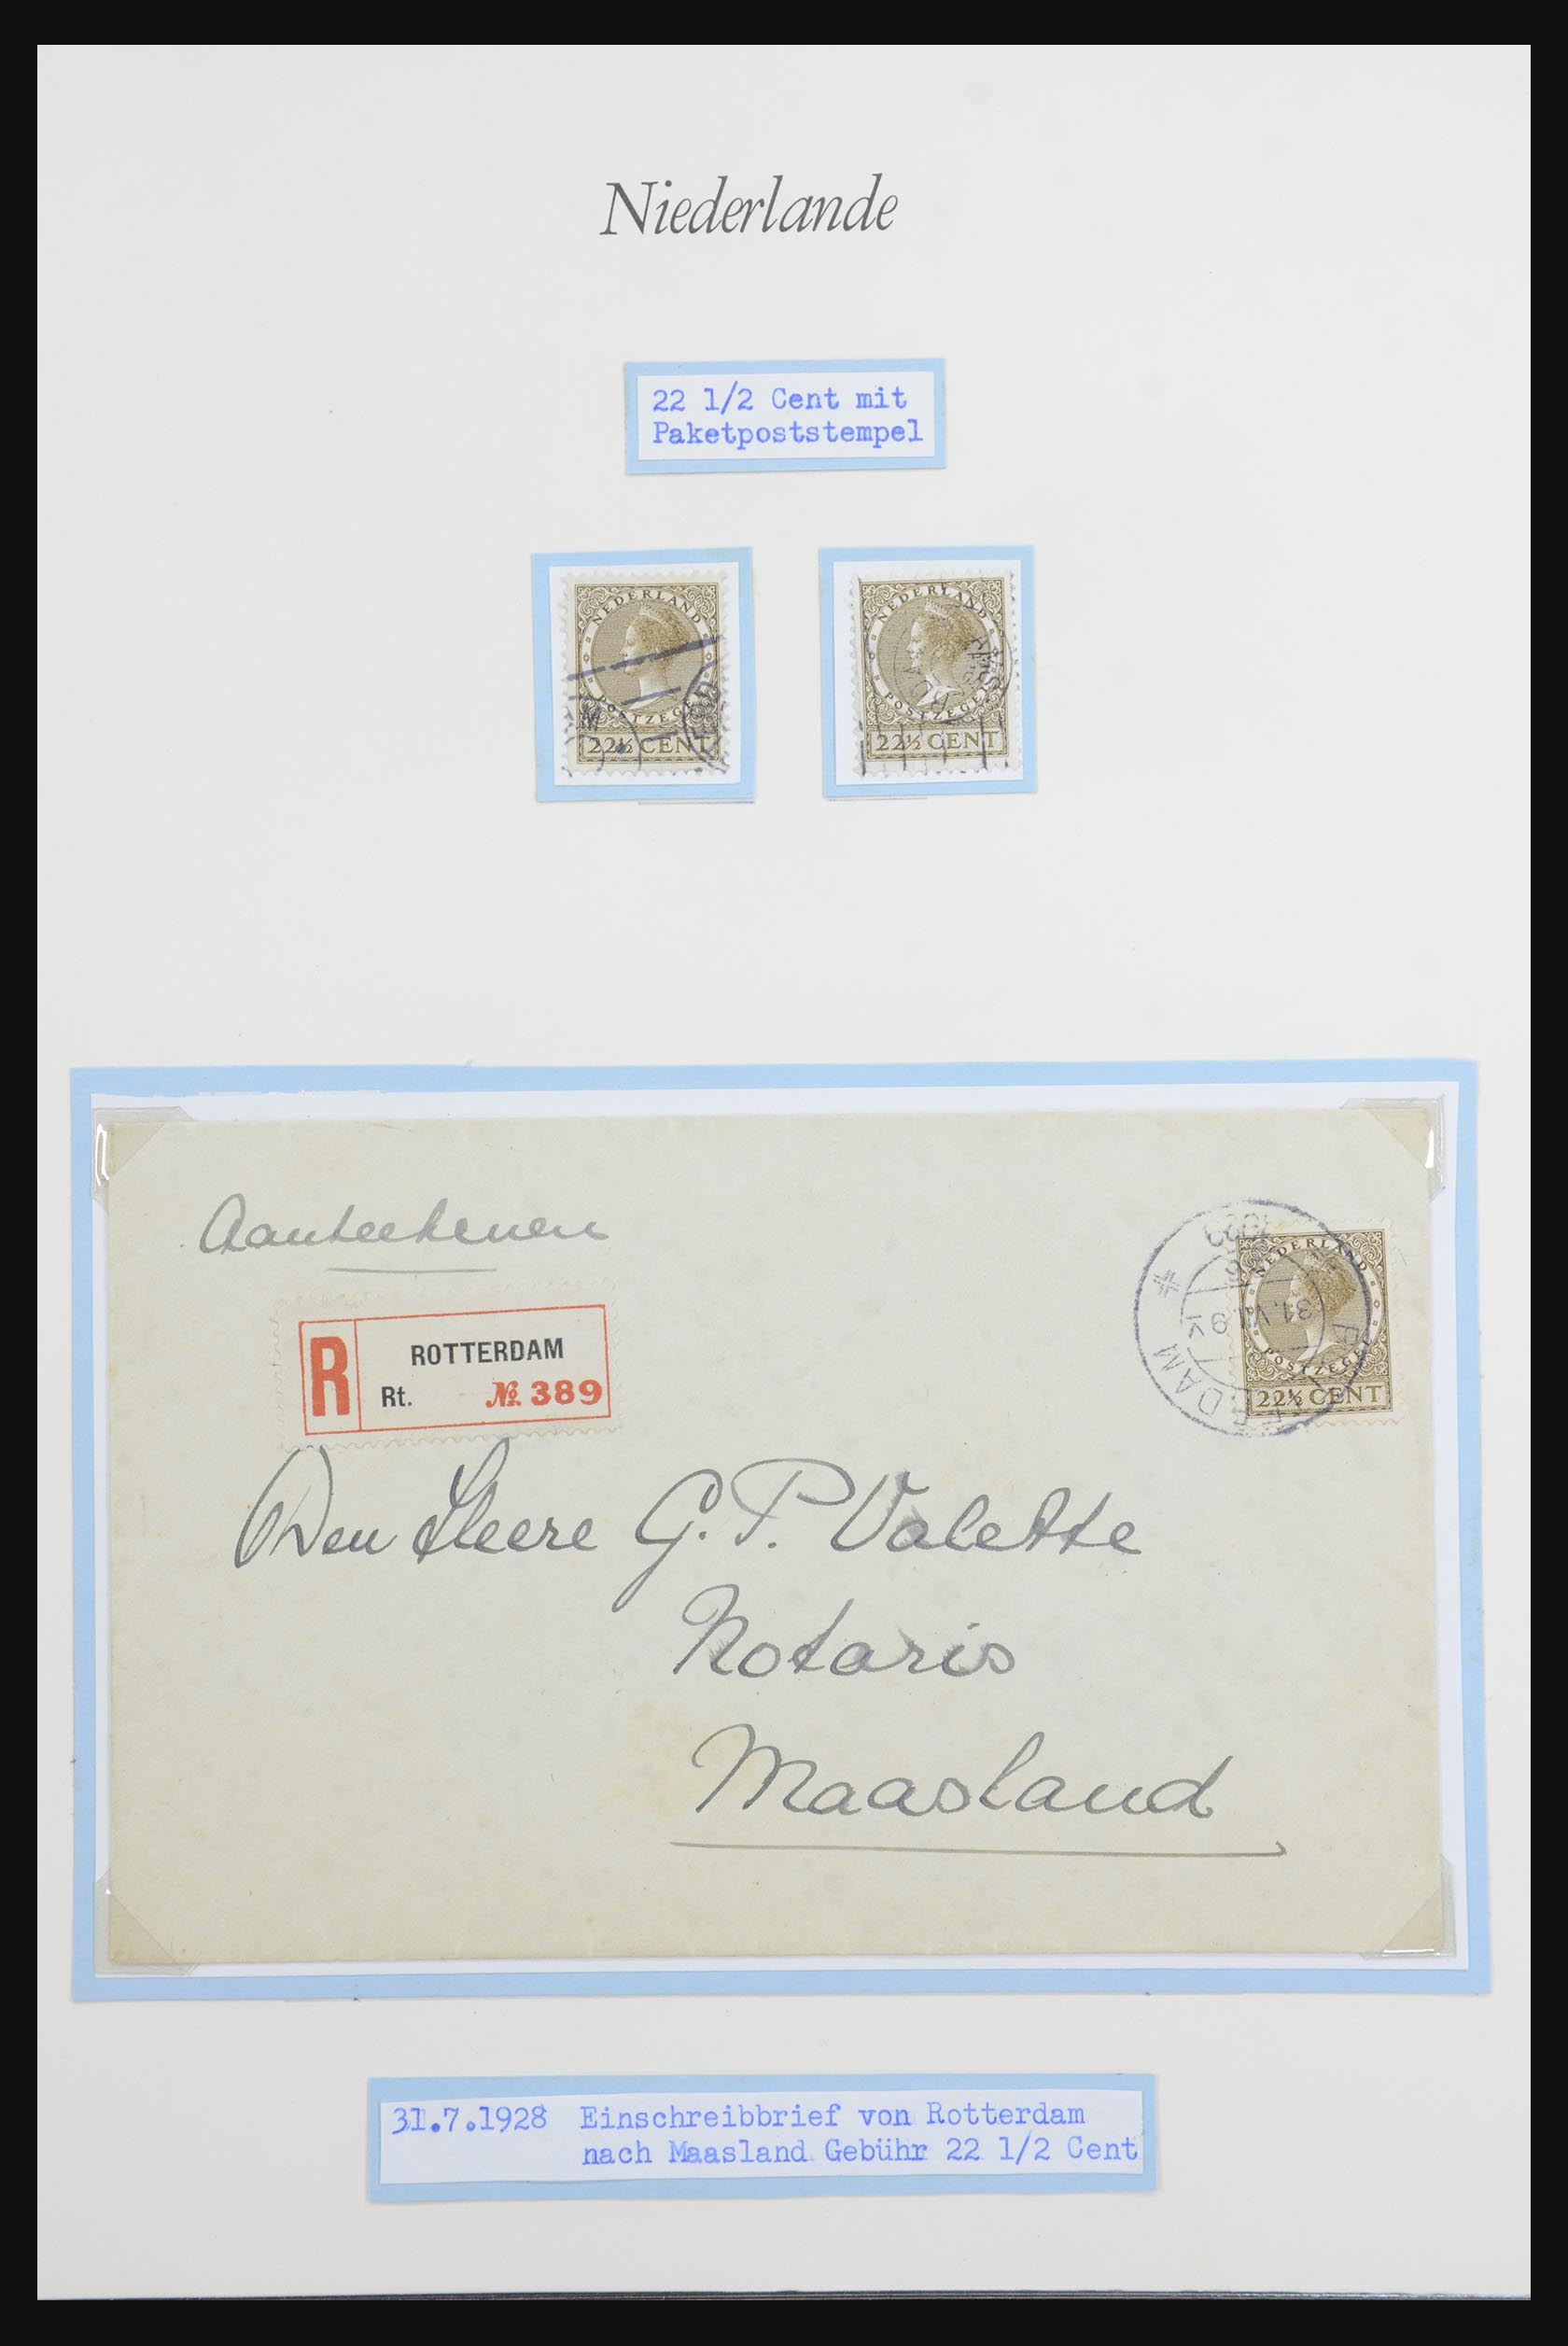 Niederlande
22 1/2 Cent mit
Paketpoststempel
NEDERLAND
POSTZEGEL
22½ CENT
NEDERLAND
POSTZEGEL
22½ CENT
Aanteekenen
R
ROTTERDAM
Rt. № 389
NEDERLAND
POSTZEGEL
22½ CENT
Den Heere G. P. Valette
Notaris
Maasland
31.7.1928 Einschreibbrief von Rotterdam
nach Maasland Gebühr 22 1/2 Cent